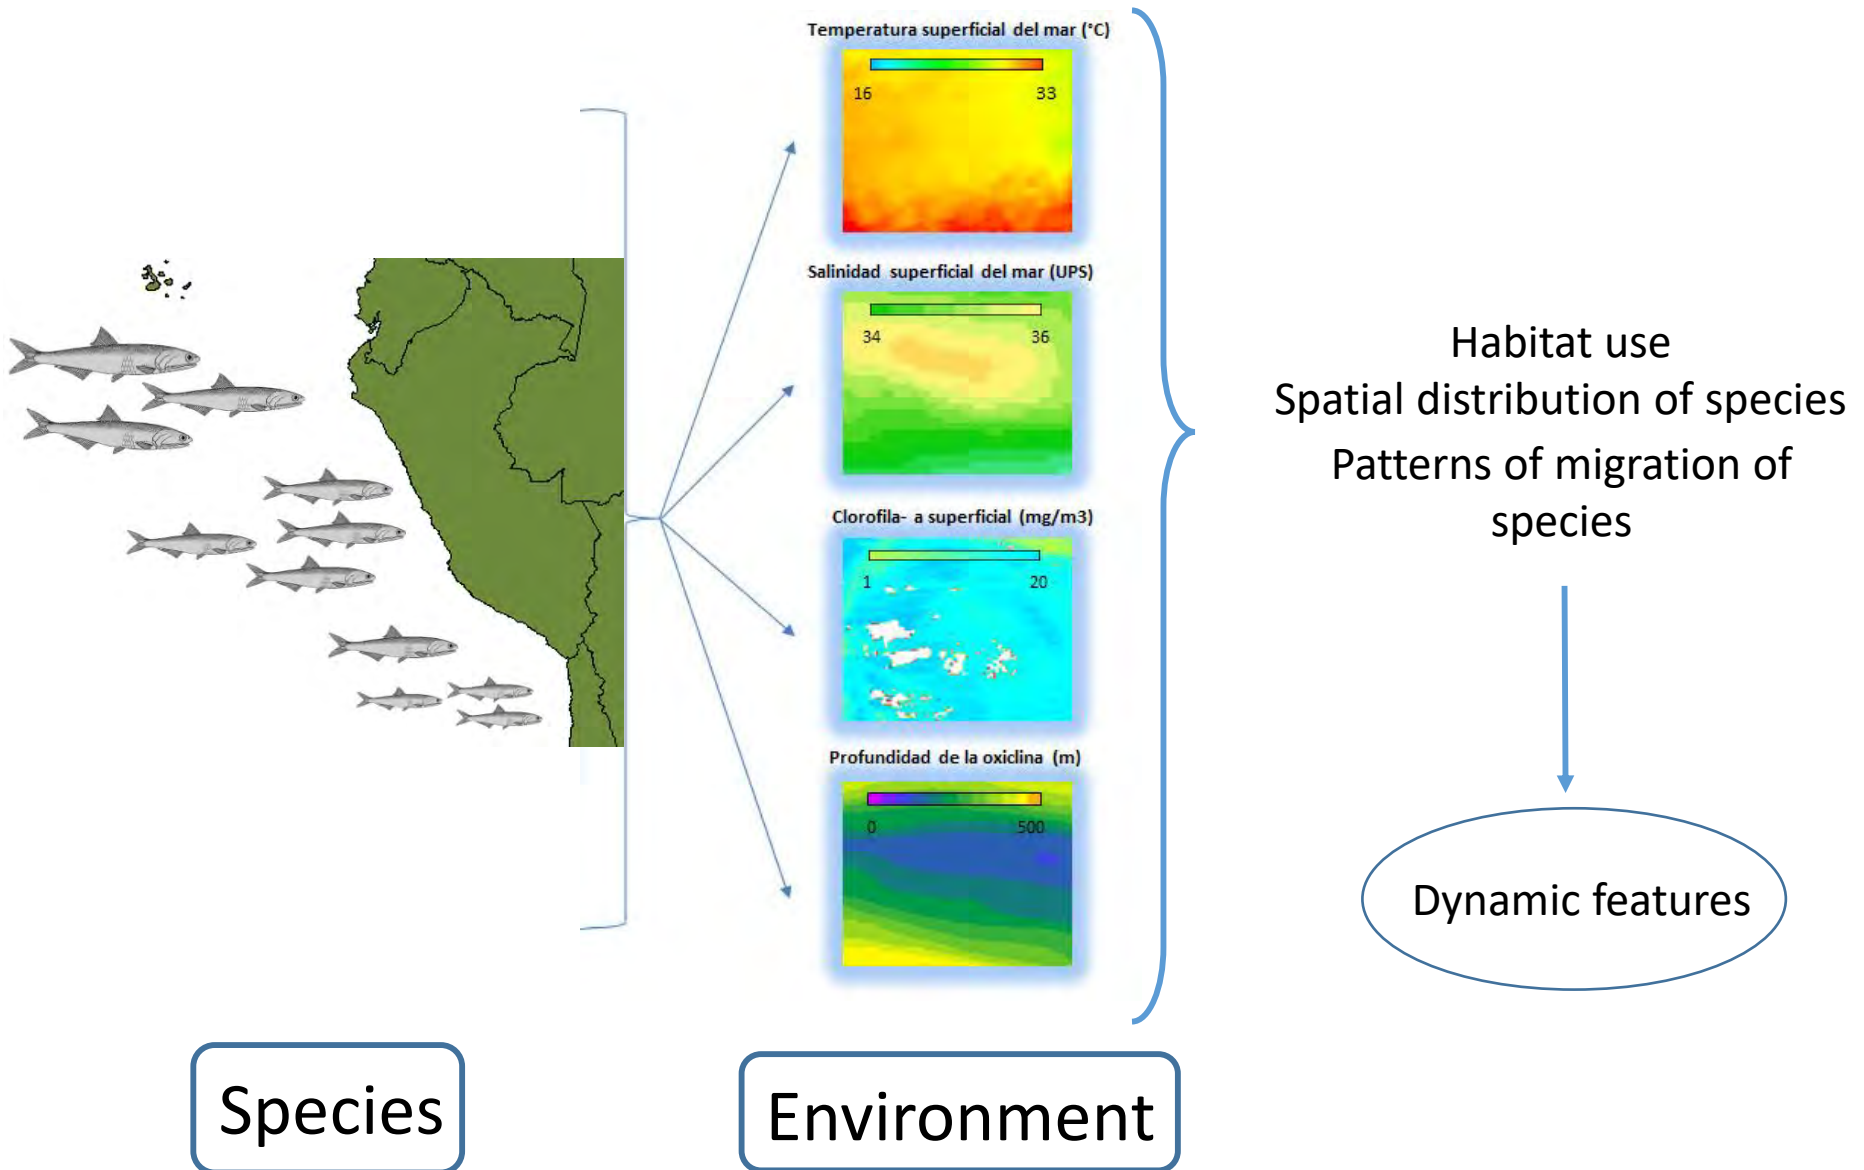 Temperatura superficial del mar (°C)
16 33
Salinidad superficial del mar (UPS)
34 36
Clorofila- a superficial (mg/m3)
1 20
Profundidad de la oxiclina (m)
0 500
Habitat use
Spatial distribution of species
Patterns of migration of
species
Dynamic features
Species
Environment